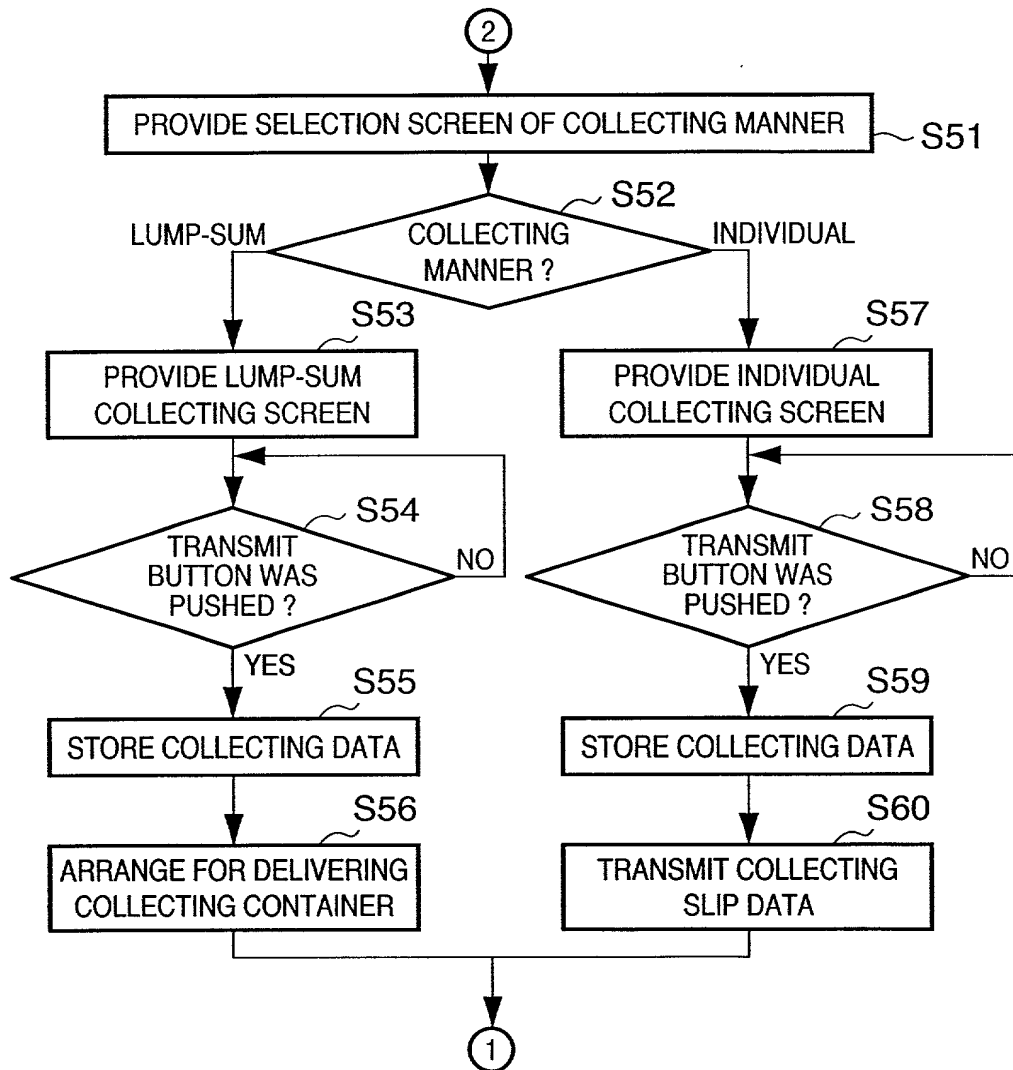 2
PROVIDE SELECTION SCREEN OF COLLECTING MANNER
S51
S52
LUMP-SUM
COLLECTING
MANNER ?
INDIVIDUAL
S53
PROVIDE LUMP-SUM
COLLECTING SCREEN
S57
PROVIDE INDIVIDUAL
COLLECTING SCREEN
S54
TRANSMIT
BUTTON WAS
PUSHED ?
NO
YES
S58
TRANSMIT
BUTTON WAS
PUSHED ?
NO
YES
S55
STORE COLLECTING DATA
S59
STORE COLLECTING DATA
S56
ARRANGE FOR DELIVERING
COLLECTING CONTAINER
S60
TRANSMIT COLLECTING
SLIP DATA
1